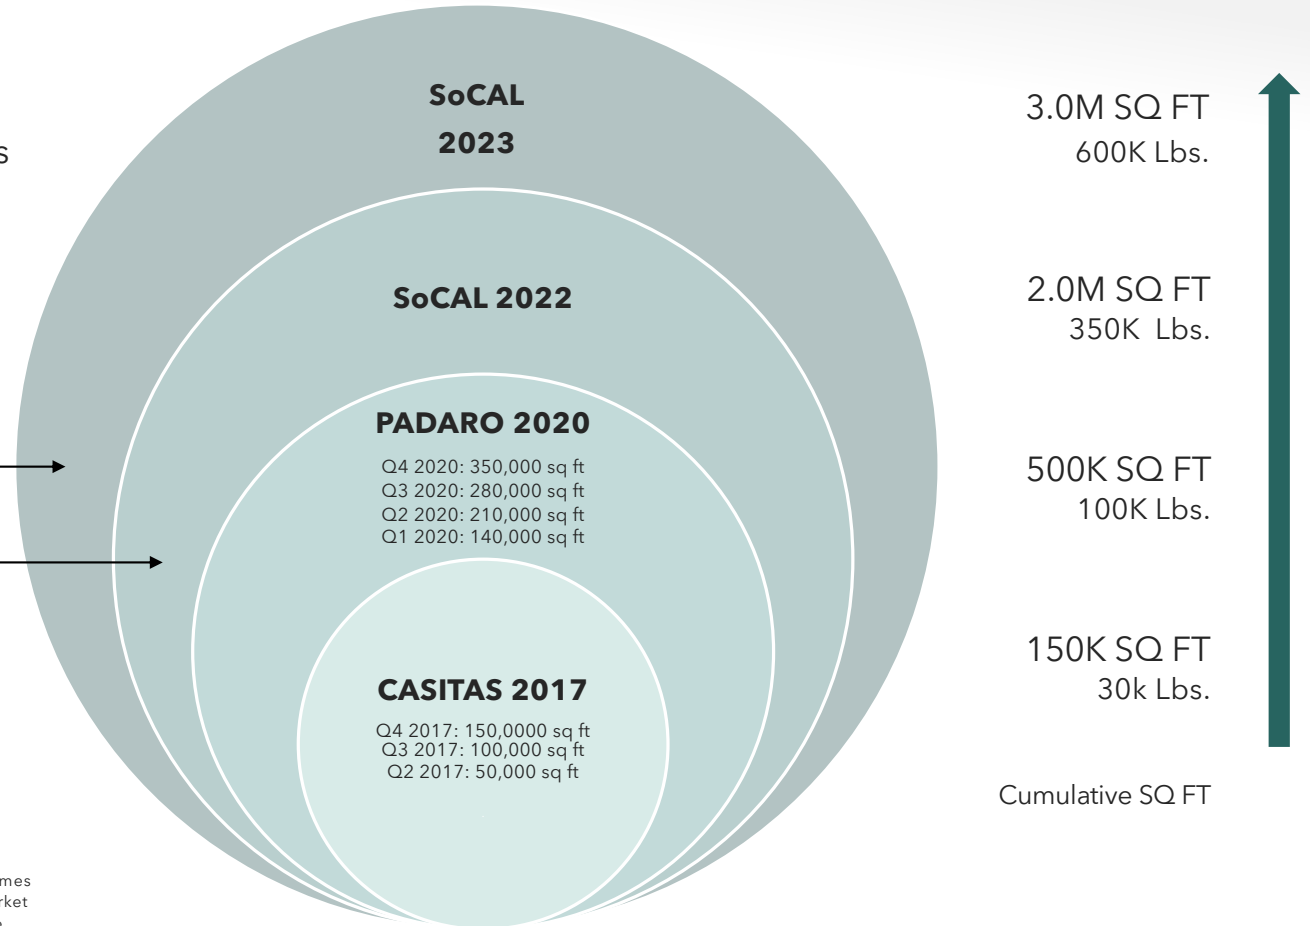 SoCAL
2023
SoCAL 2022
PADARO 2020
Q4 2020: 350,000 sq ft
Q3 2020: 280,000 sq ft
Q2 2020: 210,000 sq ft
Q1 2020: 140,000 sq ft
CASITAS 2017
Q4 2017: 150,0000 sq ft
Q3 2017: 100,000 sq ft
Q2 2017: 50,000 sq ft
3.0M SQ FT
600K Lbs.
2.0M SQ FT
350K Lbs.
500K SQ FT
100K Lbs.
150K SQ FT
30k Lbs.
Cumulative SQ FT